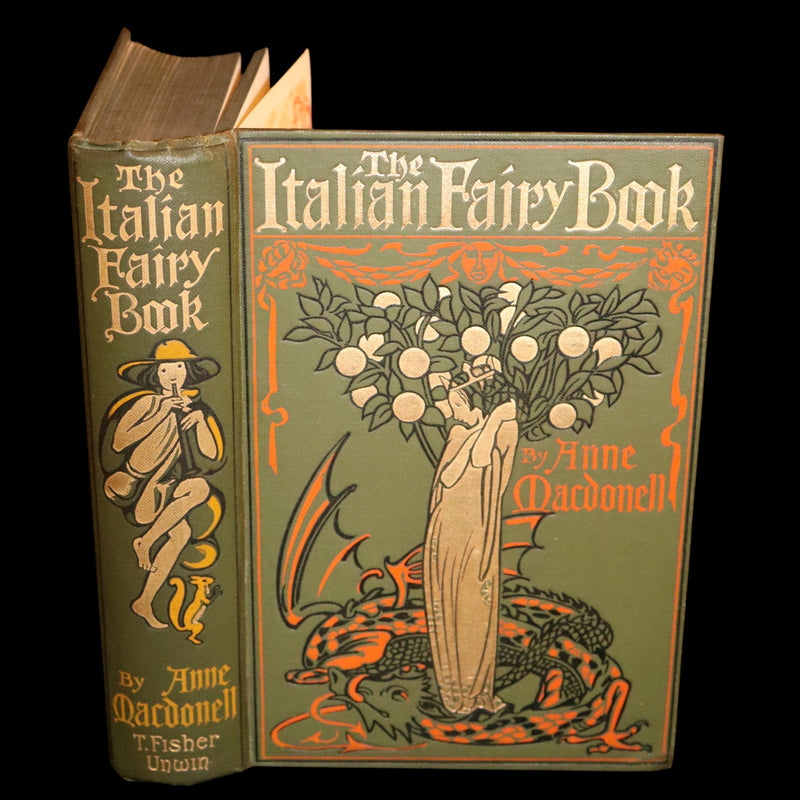 The
Italian
Fairy
Book
By Anne
Macdonell
T. Fisher
Unwin
The
Italian Fairy Book
By Anne
Macdonell